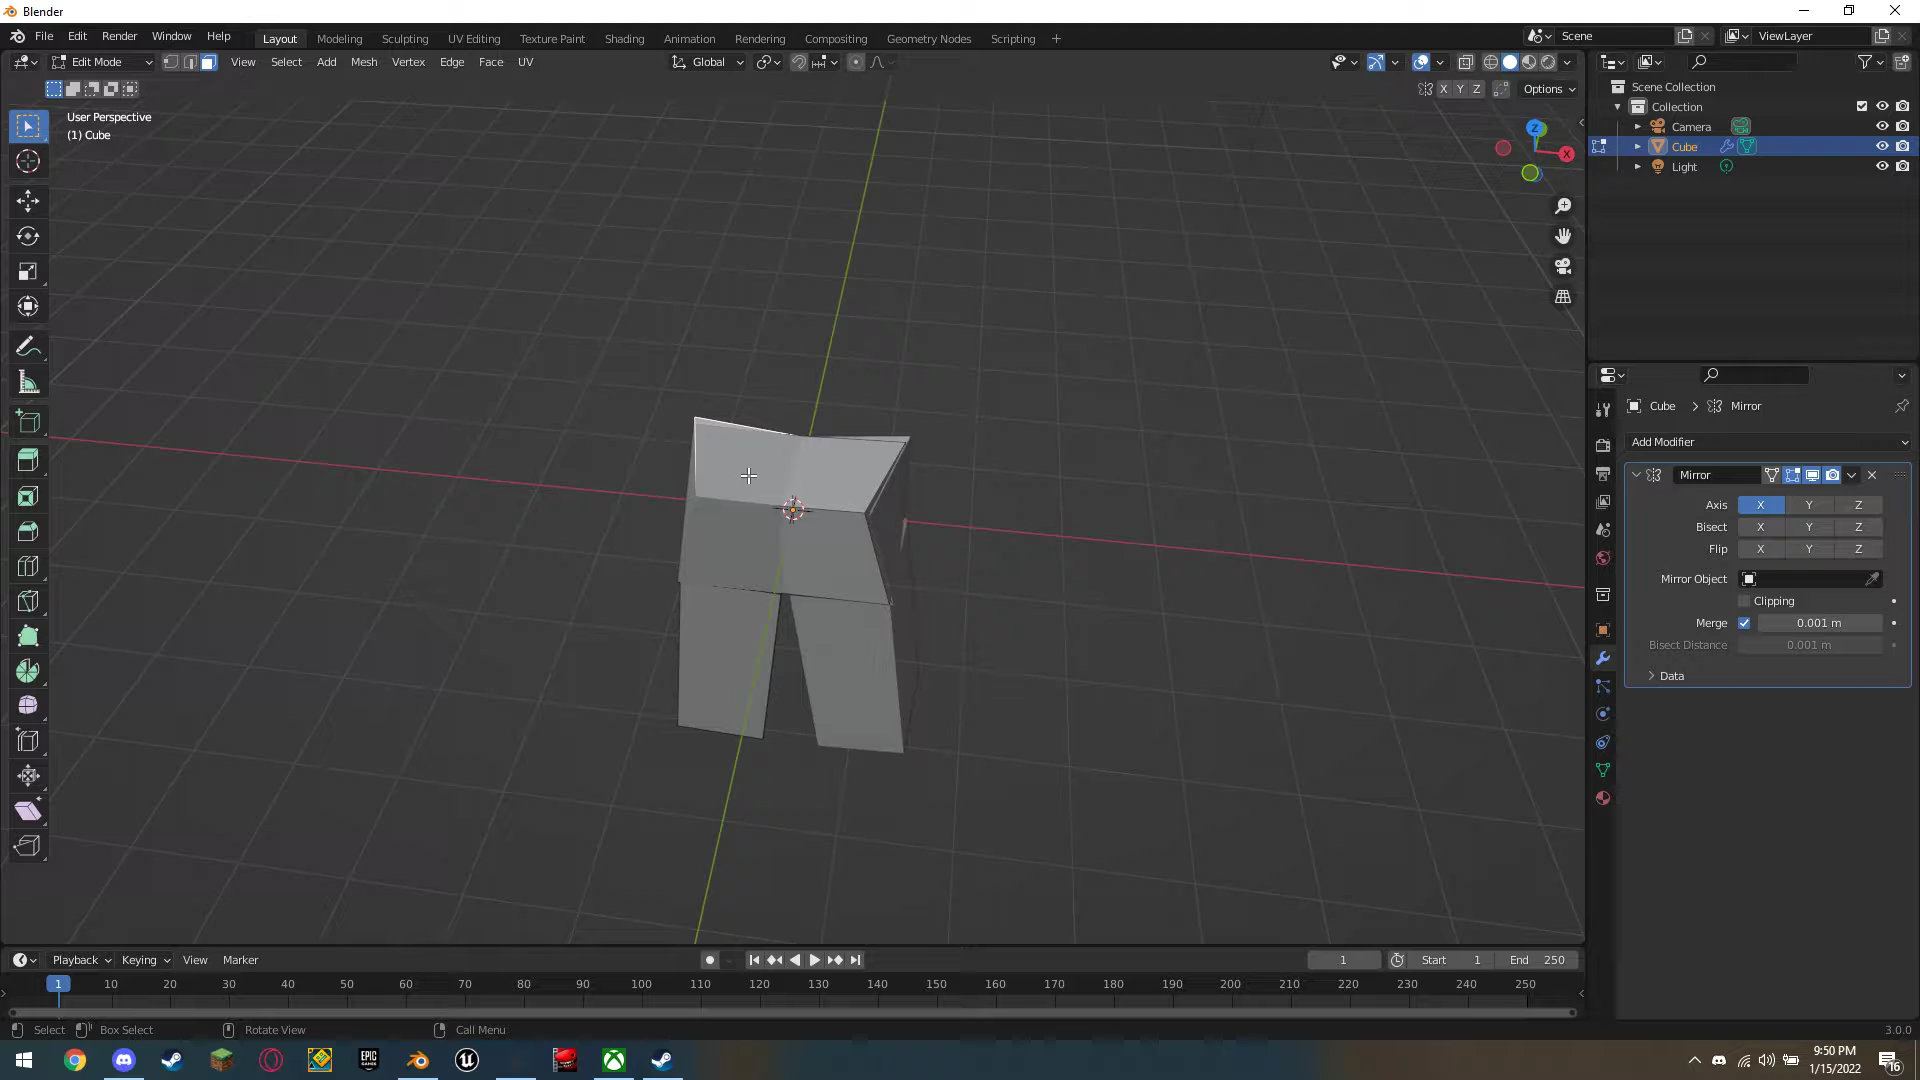 Blender
File Edit Render Window Help
Layout Modeling Sculpting UV Editing Texture Paint Shading Animation Rendering Compositing Geometry Nodes Scripting +
Scene
ViewLayer
Edit Mode
View Select Add Mesh Vertex Edge Face UV
Global
X Y Z
Options
User Perspective
(1) Cube
Z
X
Scene Collection
Collection
Camera
Cube
Light
Cube > Mirror
Add Modifier
Mirror
Axis X Y Z
Bisect X Y Z
Flip X Y Z
Mirror Object
Clipping
Merge 0.001 m
Bisect Distance 0.001 m
Data
Playback Keying View Marker
1
Start 1
End 250
1 10 20 30 40 50 60 70 80 90 100 110 120 130 140 150 160 170 180 190 200 210 220 230 240 250
Select Box Select Rotate View Call Menu
3.0.0
EPIC GAMES
9:50 PM
1/15/2022
16